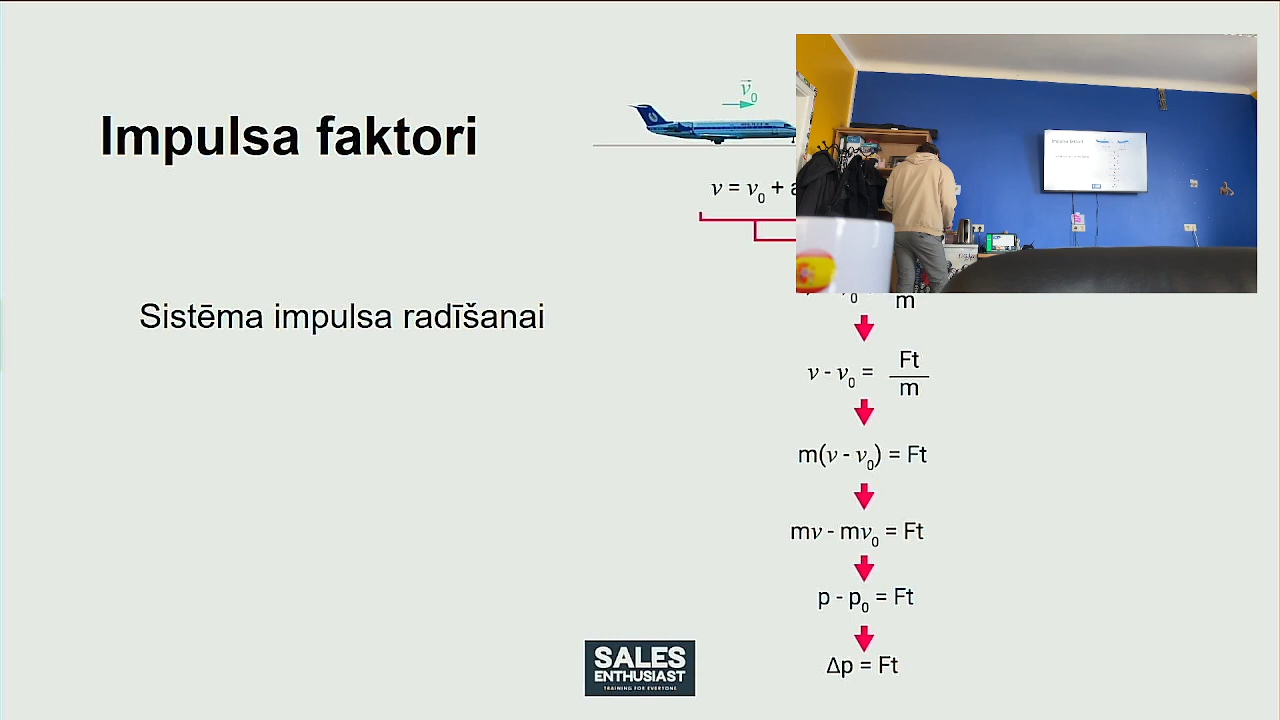 Impulsa faktori
v⃗₀
v = v₀ + a
Sistēma impulsa radīšanai
m
v - v₀ = Ft/m
m(v - v₀) = Ft
mv - mv₀ = Ft
p - p₀ = Ft
Δp = Ft
SALES
ENTHUSIAST
TRAINING FOR EVERYONE